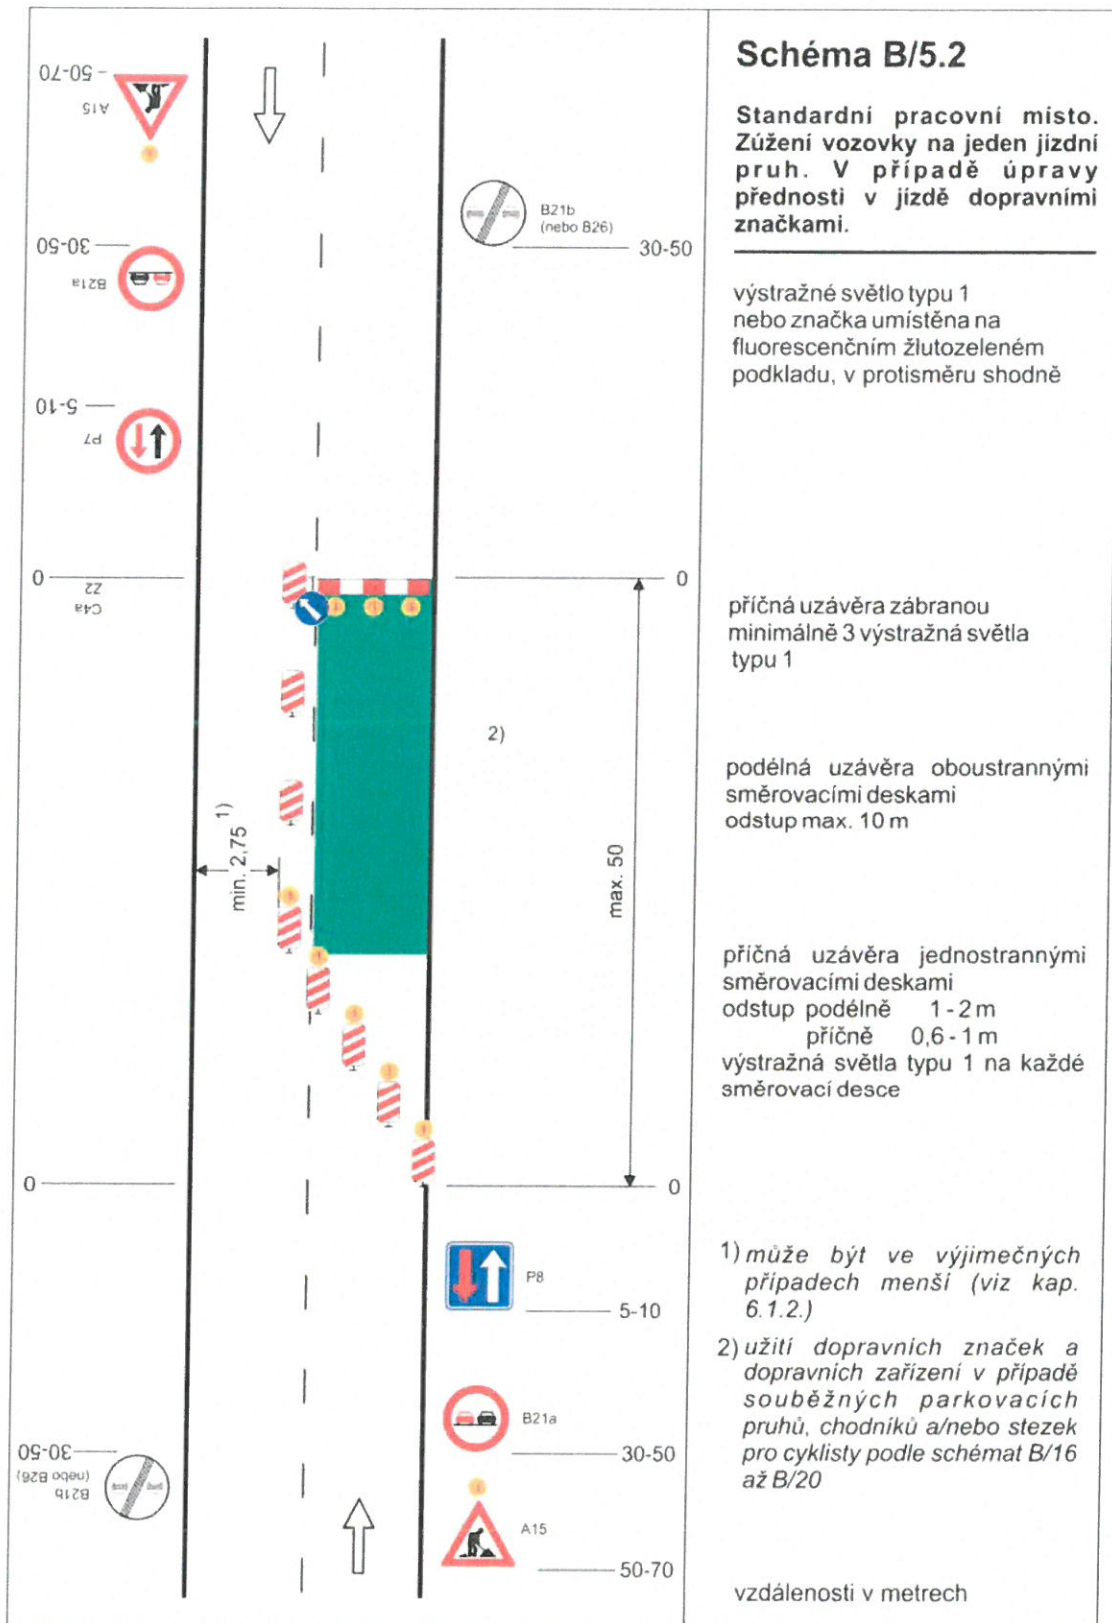 50-70
A15
30-50
B21a
5-10
P7
0
Z2
C4a
min. 2,75 1)
0
30-50
B21b
(nebo B26)
B21b
(nebo B26)
30-50
0
2)
max. 50
0
P8
5-10
B21a
30-50
A15
50-70
Schéma B/5.2
Standardní pracovní místo.
Zúžení vozovky na jeden jízdní
pruh. V případě úpravy
přednosti v jízdě dopravními
značkami.
výstražné světlo typu 1
nebo značka umístěna na
fluorescenčním žlutozeleném
podkladu, v protisměru shodně
příčná uzávěra zábranou
minimálně 3 výstražná světla
typu 1
podélná uzávěra oboustrannými
směrovacími deskami
odstup max. 10 m
příčná uzávěra jednostrannými
směrovacími deskami
odstup podélně 1 - 2 m
příčně 0,6 - 1 m
výstražná světla typu 1 na každé
směrovací desce
1) může být ve výjimečných
případech menší (viz kap.
6.1.2.)
2) užití dopravních značek a
dopravních zařízení v případě
souběžných parkovacích
pruhů, chodníků a/nebo stezek
pro cyklisty podle schémat B/16
až B/20
vzdálenosti v metrech